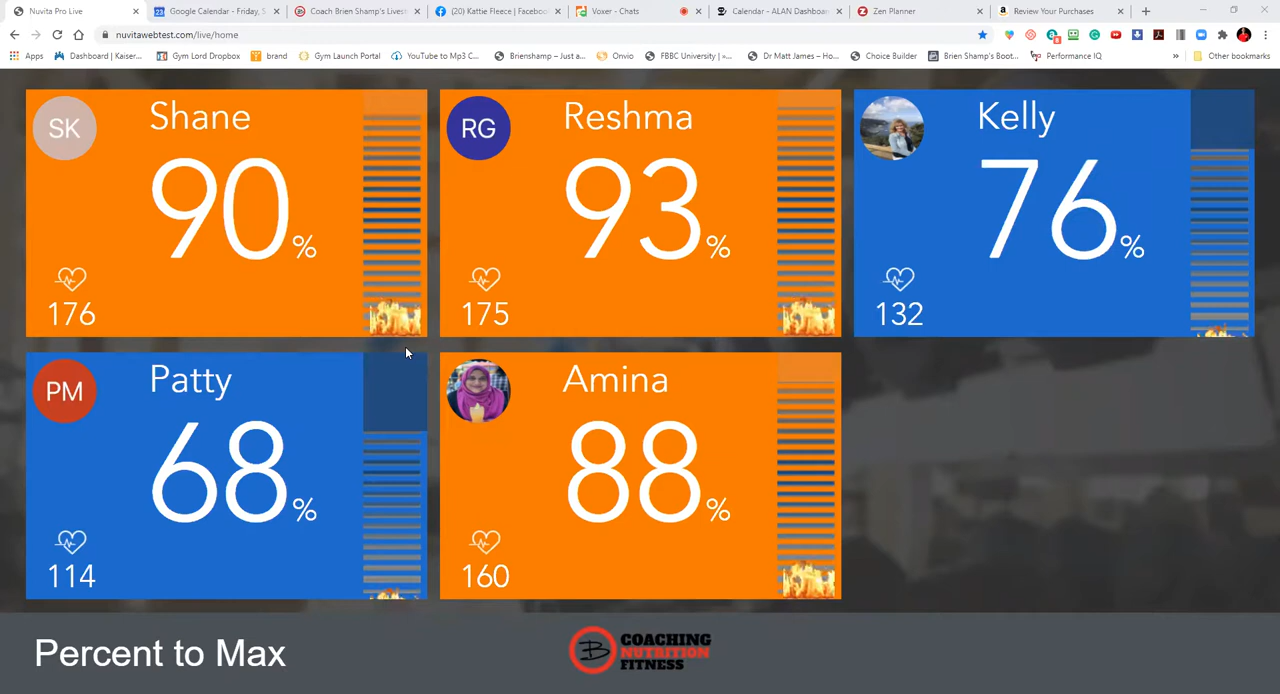 Nuvita Pro Live
Google Calendar - Friday, S
Coach Brien Shamp's Livest
(20) Kattie Fleece | Faceboo
Voxer - Chats
Calendar - ALAN Dashboar
Zen Planner
Review Your Purchases
nuvitawebtest.com/live/home
Apps
Dashboard | Kaiser...
Gym Lord Dropbox
brand
Gym Launch Portal
YouTube to Mp3 C...
Brienshamp – Just a...
Onvio
FBBC University | »...
Dr Matt James – Ho...
Choice Builder
Brien Shamp's Boot...
Performance IQ
»
Other bookmarks
SK
Shane
90%
176
RG
Reshma
93%
175
Kelly
76%
132
PM
Patty
68%
114
Amina
88%
160
Percent to Max
B
COACHING
NUTRITION
FITNESS